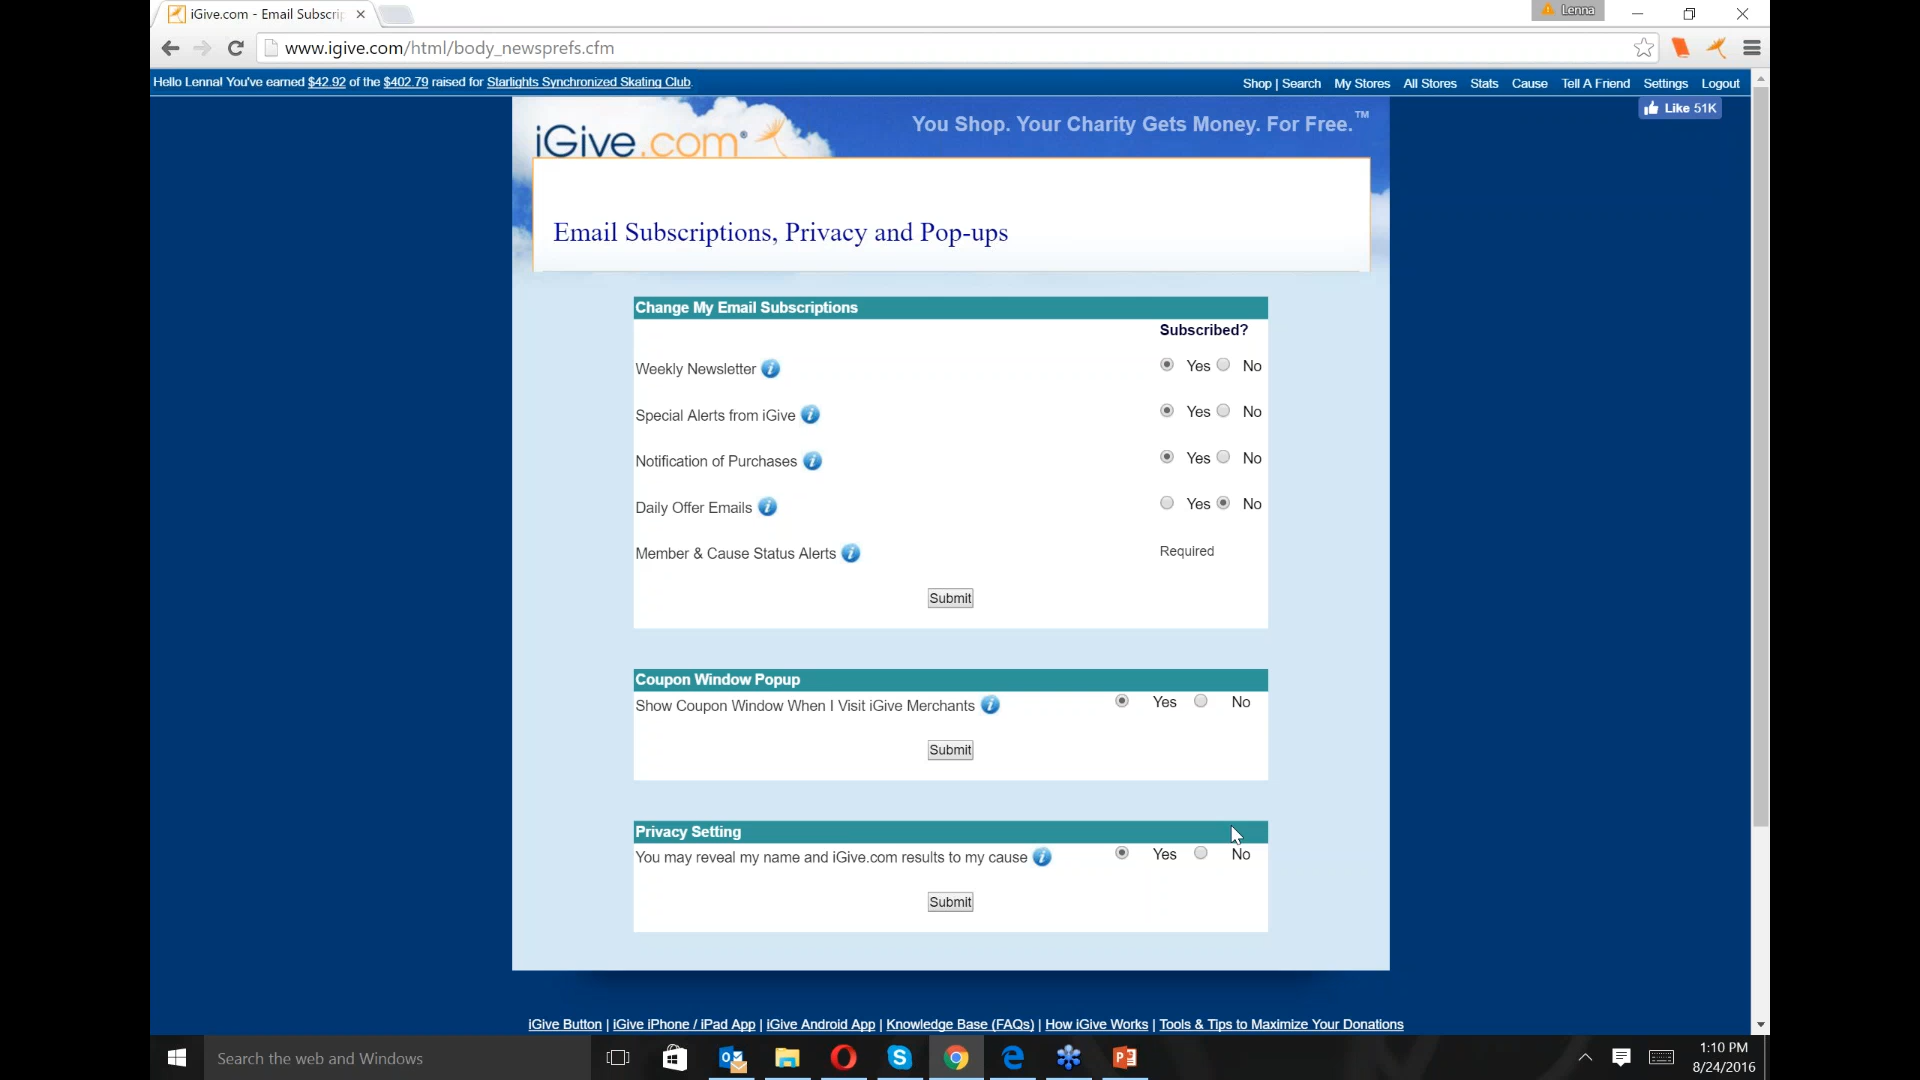 iGive.com - Email Subscrip
Lenna
www.igive.com/html/body_newsprefs.cfm
Hello Lenna! You've earned $42.92 of the $402.79 raised for Starlights Synchronized Skating Club.
Shop | Search My Stores All Stores Stats Cause Tell A Friend Settings Logout
Like 51K
iGive.com® You Shop. Your Charity Gets Money. For Free.™
Email Subscriptions, Privacy and Pop-ups
Change My Email Subscriptions
Subscribed?
Weekly Newsletter i Yes No
Special Alerts from iGive i Yes No
Notification of Purchases i Yes No
Daily Offer Emails i Yes No
Member & Cause Status Alerts i Required
Submit
Coupon Window Popup
Show Coupon Window When I Visit iGive Merchants i Yes No
Submit
Privacy Setting
You may reveal my name and iGive.com results to my cause i Yes No
Submit
iGive Button | iGive iPhone / iPad App | iGive Android App | Knowledge Base (FAQs) | How iGive Works | Tools & Tips to Maximize Your Donations
Search the web and Windows
1:10 PM
8/24/2016